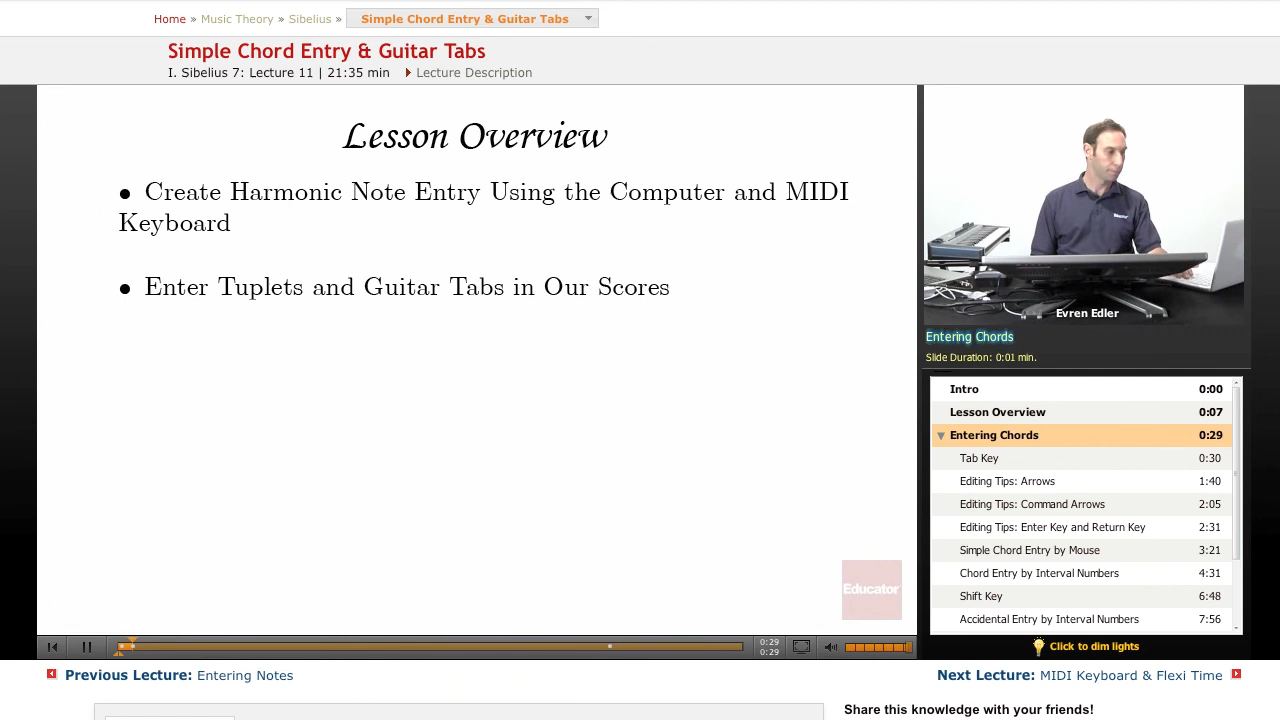 Home » Music Theory » Sibelius » Simple Chord Entry & Guitar Tabs
Simple Chord Entry & Guitar Tabs
I. Sibelius 7: Lecture 11 | 21:35 min Lecture Description
Lesson Overview
● Create Harmonic Note Entry Using the Computer and MIDI
Keyboard
● Enter Tuplets and Guitar Tabs in Our Scores
Educator
Evren Edler
Entering Chords
Slide Duration: 0:01 min.
Intro 0:00
Lesson Overview 0:07
Entering Chords 0:29
Tab Key 0:30
Editing Tips: Arrows 1:40
Editing Tips: Command Arrows 2:05
Editing Tips: Enter Key and Return Key 2:31
Simple Chord Entry by Mouse 3:21
Chord Entry by Interval Numbers 4:31
Shift Key 6:48
Accidental Entry by Interval Numbers 7:56
0:29
0:29
Click to dim lights
Previous Lecture: Entering Notes
Next Lecture: MIDI Keyboard & Flexi Time
Share this knowledge with your friends!